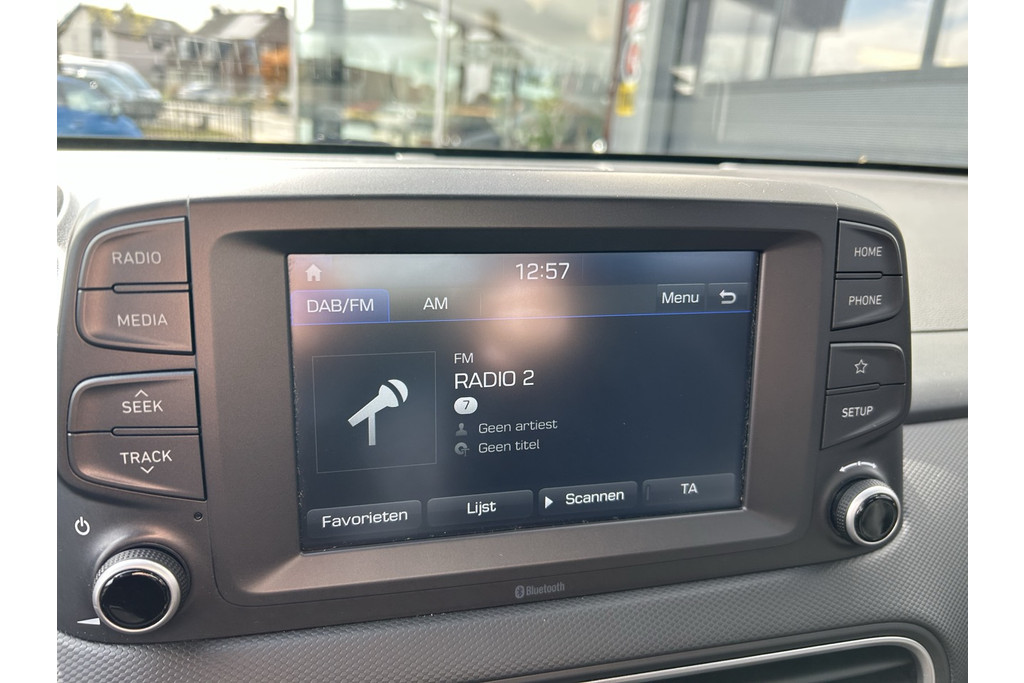 RADIO
MEDIA
SEEK
TRACK
12:57
DAB/FM AM Menu
FM
RADIO 2
7
Geen artiest
Geen titel
Favorieten Lijst Scannen TA
HOME
PHONE
SETUP
Bluetooth